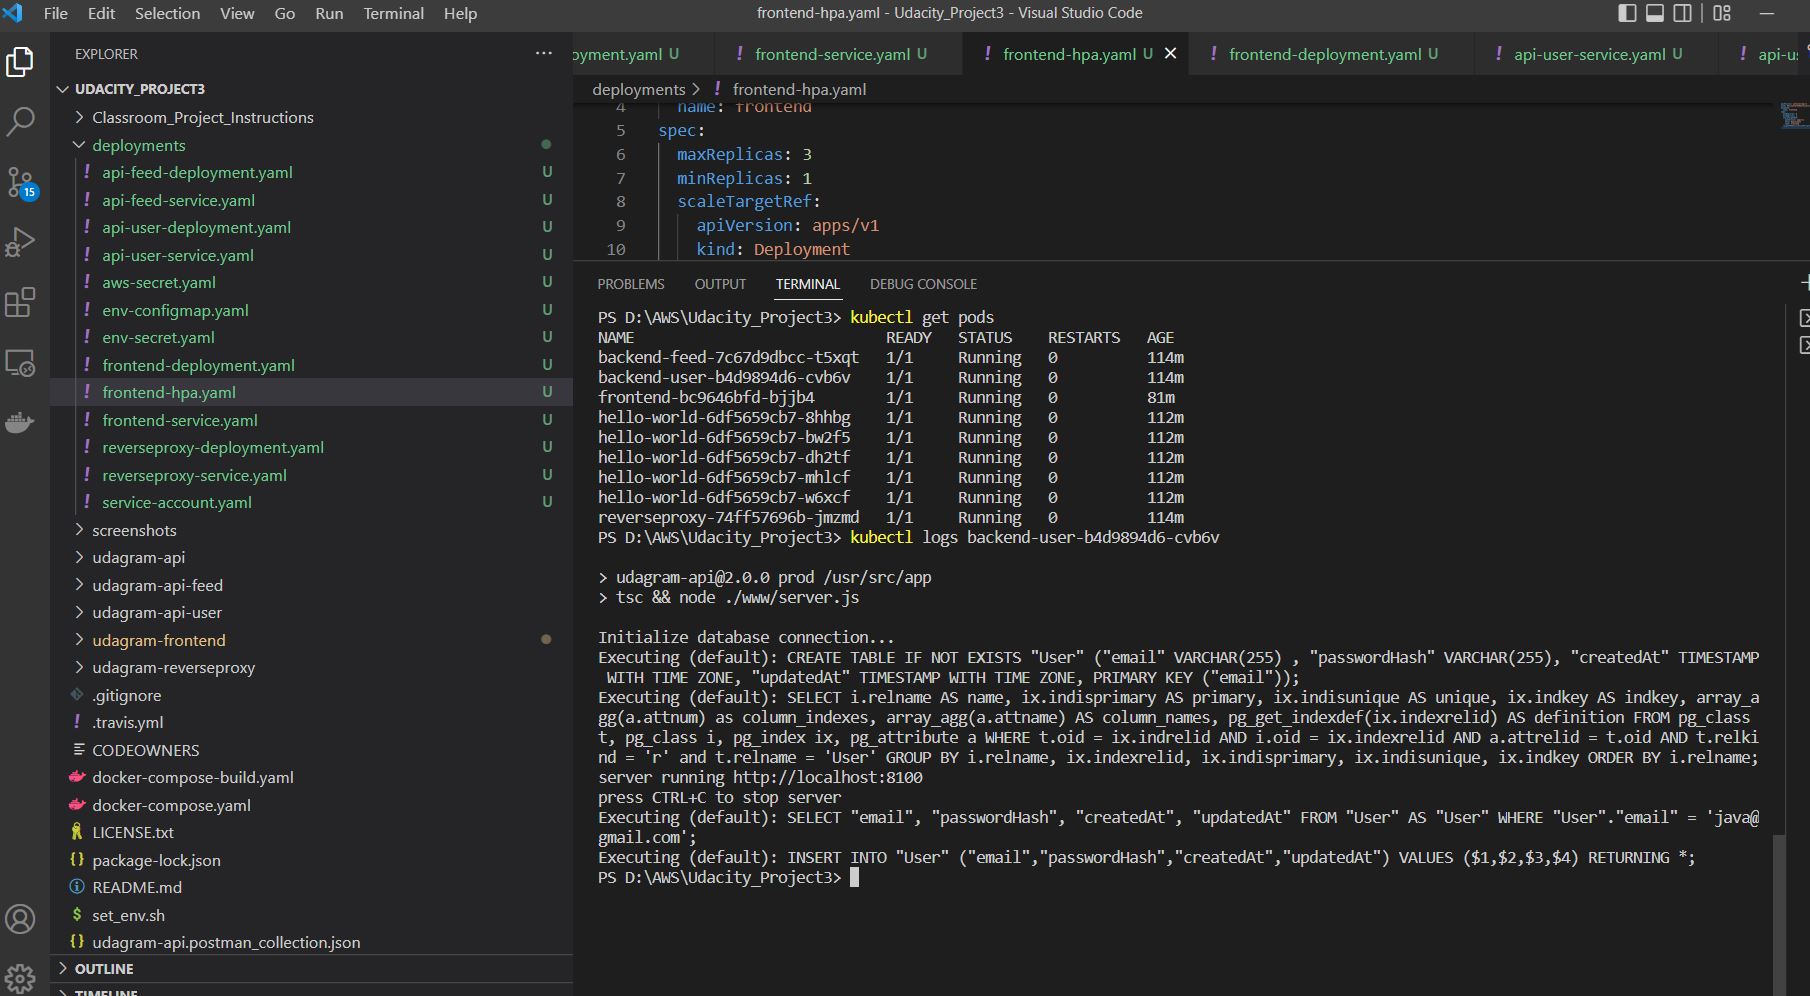 File Edit Selection View Go Run Terminal Help
frontend-hpa.yaml - Udacity_Project3 - Visual Studio Code
EXPLORER
UDACITY_PROJECT3
Classroom_Project_Instructions
deployments
! api-feed-deployment.yaml U
! api-feed-service.yaml U
! api-user-deployment.yaml U
! api-user-service.yaml U
! aws-secret.yaml U
! env-configmap.yaml U
! env-secret.yaml U
! frontend-deployment.yaml U
! frontend-hpa.yaml U
! frontend-service.yaml U
! reverseproxy-deployment.yaml U
! reverseproxy-service.yaml U
! service-account.yaml U
screenshots
udagram-api
udagram-api-feed
udagram-api-user
udagram-frontend
udagram-reverseproxy
.gitignore
! .travis.yml
CODEOWNERS
docker-compose-build.yaml
docker-compose.yaml
LICENSE.txt
{} package-lock.json
README.md
$ set_env.sh
{} udagram-api.postman_collection.json
OUTLINE
TIMELINE
15
oyment.yaml U ! frontend-service.yaml U ! frontend-hpa.yaml U ! frontend-deployment.yaml U ! api-user-service.yaml U ! api-u
deployments > ! frontend-hpa.yaml
4 name: frontend
5 spec:
6 maxReplicas: 3
7 minReplicas: 1
8 scaleTargetRef:
9 apiVersion: apps/v1
10 kind: Deployment
PROBLEMS OUTPUT TERMINAL DEBUG CONSOLE
PS D:\AWS\Udacity_Project3> kubectl get pods
NAME READY STATUS RESTARTS AGE
backend-feed-7c67d9dbcc-t5xqt 1/1 Running 0 114m
backend-user-b4d9894d6-cvb6v 1/1 Running 0 114m
frontend-bc9646bfd-bjjb4 1/1 Running 0 81m
hello-world-6df5659cb7-8hhbg 1/1 Running 0 112m
hello-world-6df5659cb7-bw2f5 1/1 Running 0 112m
hello-world-6df5659cb7-dh2tf 1/1 Running 0 112m
hello-world-6df5659cb7-mhlcf 1/1 Running 0 112m
hello-world-6df5659cb7-w6xcf 1/1 Running 0 112m
reverseproxy-74ff57696b-jmzmd 1/1 Running 0 114m
PS D:\AWS\Udacity_Project3> kubectl logs backend-user-b4d9894d6-cvb6v
> udagram-api@2.0.0 prod /usr/src/app
> tsc && node ./www/server.js
Initialize database connection...
Executing (default): CREATE TABLE IF NOT EXISTS "User" ("email" VARCHAR(255) , "passwordHash" VARCHAR(255), "createdAt" TIMESTAMP
WITH TIME ZONE, "updatedAt" TIMESTAMP WITH TIME ZONE, PRIMARY KEY ("email"));
Executing (default): SELECT i.relname AS name, ix.indisprimary AS primary, ix.indisunique AS unique, ix.indkey AS indkey, array_a
gg(a.attnum) as column_indexes, array_agg(a.attname) AS column_names, pg_get_indexdef(ix.indexrelid) AS definition FROM pg_class
t, pg_class i, pg_index ix, pg_attribute a WHERE t.oid = ix.indrelid AND i.oid = ix.indexrelid AND a.attrelid = t.oid AND t.relki
nd = 'r' and t.relname = 'User' GROUP BY i.relname, ix.indexrelid, ix.indisprimary, ix.indisunique, ix.indkey ORDER BY i.relname;
server running http://localhost:8100
press CTRL+C to stop server
Executing (default): SELECT "email", "passwordHash", "createdAt", "updatedAt" FROM "User" AS "User" WHERE "User"."email" = 'java@
gmail.com';
Executing (default): INSERT INTO "User" ("email","passwordHash","createdAt","updatedAt") VALUES ($1,$2,$3,$4) RETURNING *;
PS D:\AWS\Udacity_Project3>